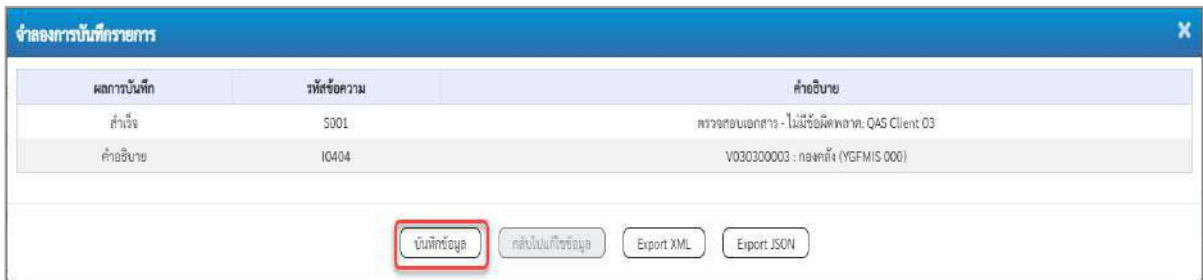 จำลองการบันทึกรายการ X
ผลการบันทึก รหัสข้อความ คำอธิบาย
สำเร็จ S001 ตรวจสอบเอกสาร - ไม่มีข้อผิดพลาด: QAS Client 03
คำอธิบาย I0404 V030300003 : กองคลัง (YGFMIS 000)
บันทึกข้อมูล กลับไปแก้ไขข้อมูล Export XML Export JSON